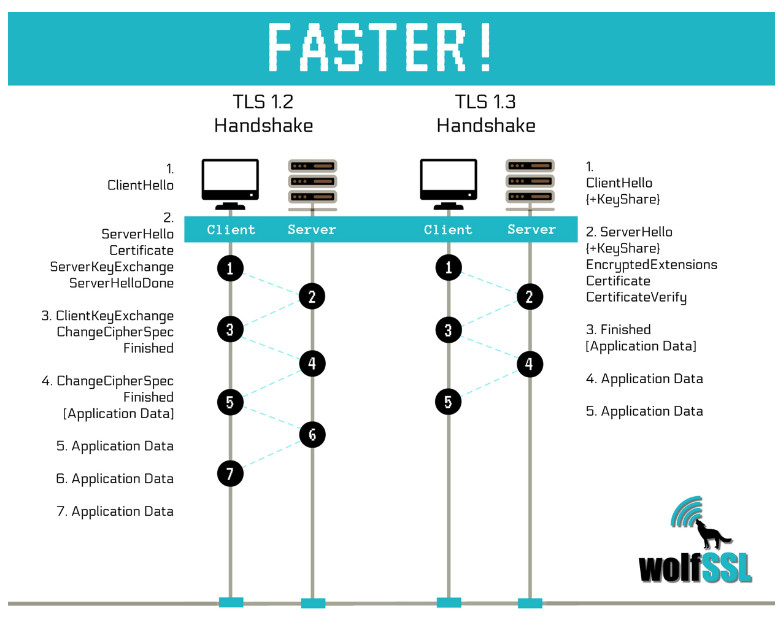 FASTER!
TLS 1.2
Handshake
TLS 1.3
Handshake
1.
ClientHello
2.
ServerHello
Certificate
ServerKeyExchange
ServerHelloDone
3. ClientKeyExchange
ChangeCipherSpec
Finished
4. ChangeCipherSpec
Finished
[Application Data]
5. Application Data
6. Application Data
7. Application Data
Client Server
1
2
3
4
5
6
7
Client Server
1
2
3
4
5
1.
ClientHello
{+KeyShare}
2. ServerHello
{+KeyShare}
EncryptedExtensions
Certificate
CertificateVerify
3. Finished
[Application Data]
4. Application Data
5. Application Data
wolfSSL